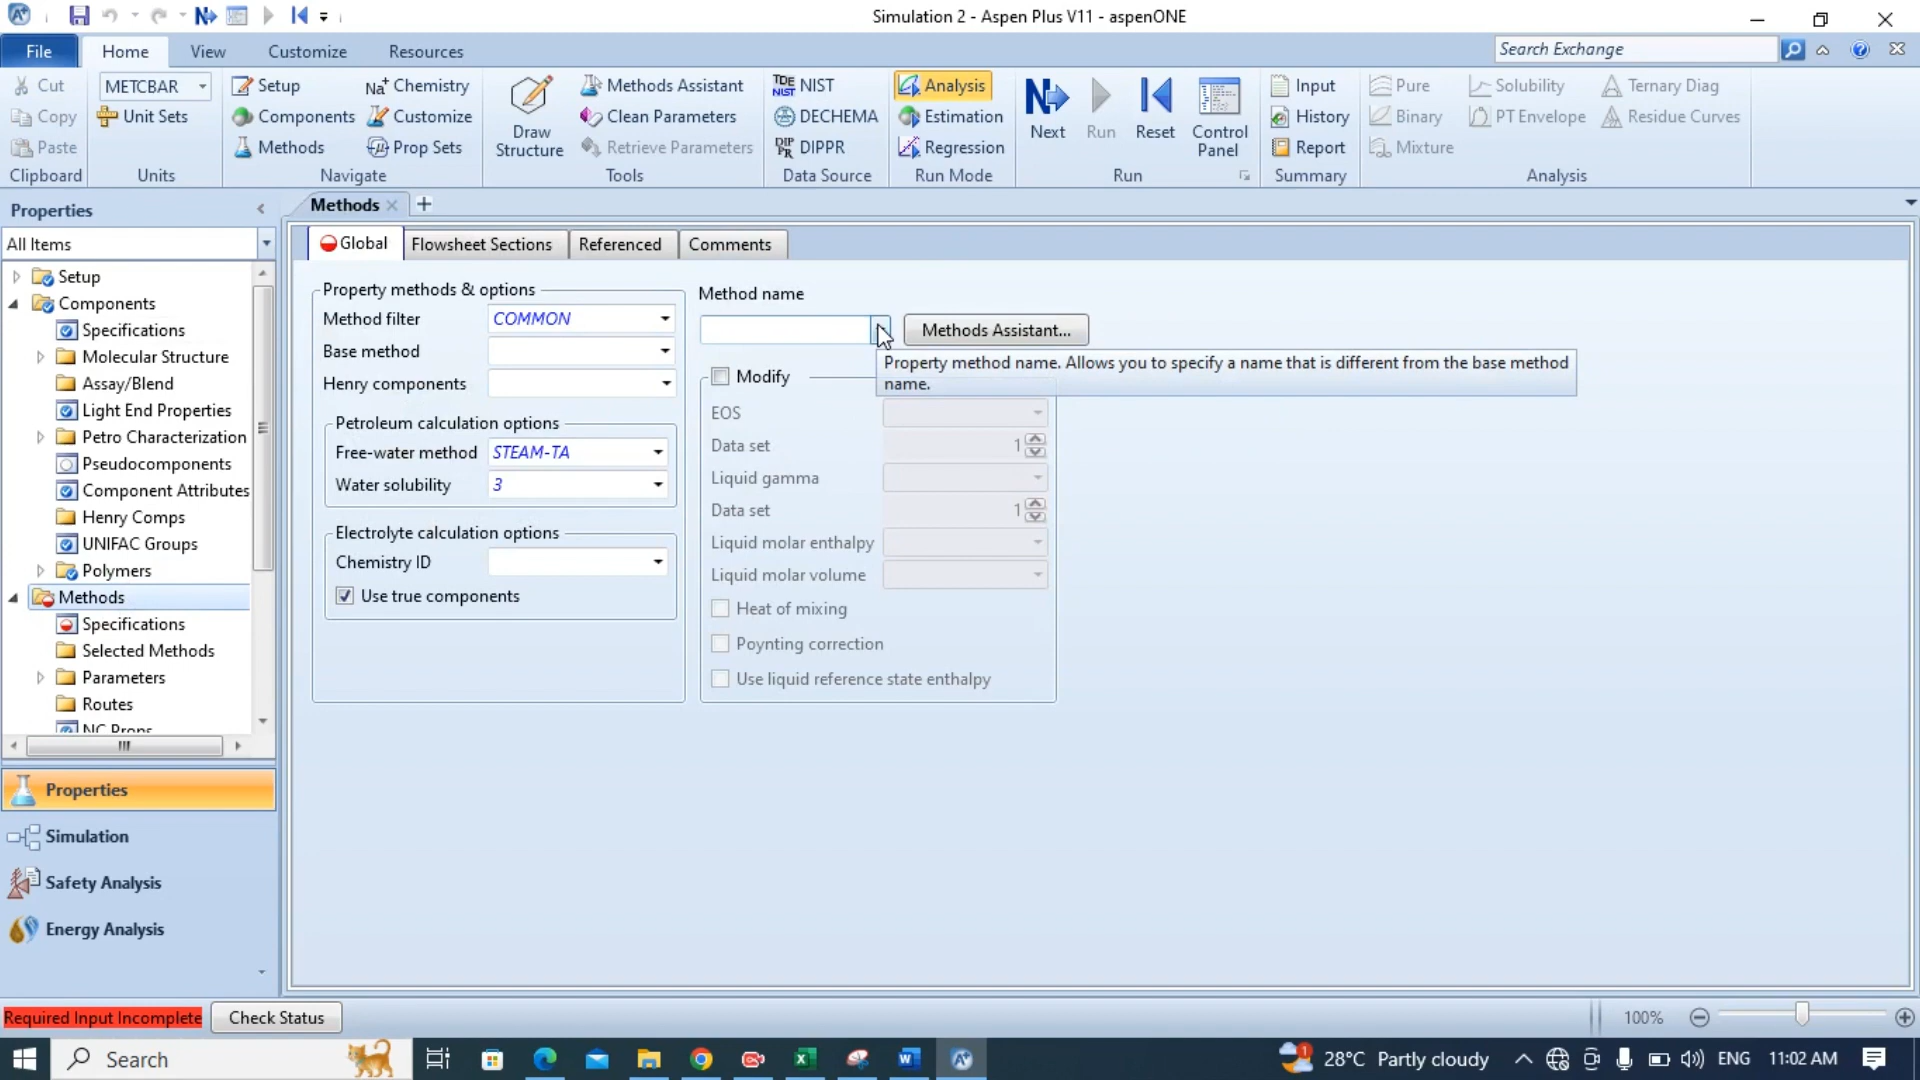 Simulation 2 - Aspen Plus V11 - aspenONE
File
Home
View
Customize
Resources
Search Exchange
Cut
Copy
Paste
Clipboard
METCBAR
Unit Sets
Units
Setup
Components
Methods
Na+ Chemistry
Customize
Prop Sets
Navigate
Draw
Structure
Methods Assistant
Clean Parameters
Retrieve Parameters
Tools
NIST
DECHEMA
DIPPR
Data Source
Analysis
Estimation
Regression
Run Mode
Next
Run
Reset
Control
Panel
Run
Input
History
Report
Summary
Pure
Binary
Mixture
Solubility
PT Envelope
Ternary Diag
Residue Curves
Analysis
Properties
All Items
Setup
Components
Specifications
Molecular Structure
Assay/Blend
Light End Properties
Petro Characterization
Pseudocomponents
Component Attributes
Henry Comps
UNIFAC Groups
Polymers
Methods
Specifications
Selected Methods
Parameters
Routes
NC Props
Properties
Simulation
Safety Analysis
Energy Analysis
Methods
Global
Flowsheet Sections
Referenced
Comments
Property methods & options
Method filter COMMON
Base method
Henry components
Petroleum calculation options
Free-water method STEAM-TA
Water solubility 3
Electrolyte calculation options
Chemistry ID
Use true components
Method name
Methods Assistant...
Property method name. Allows you to specify a name that is different from the base method
name.
Modify
EOS
Data set 1
Liquid gamma
Data set 1
Liquid molar enthalpy
Liquid molar volume
Heat of mixing
Poynting correction
Use liquid reference state enthalpy
Required Input Incomplete
Check Status
100%
Search
28°C Partly cloudy
ENG
11:02 AM